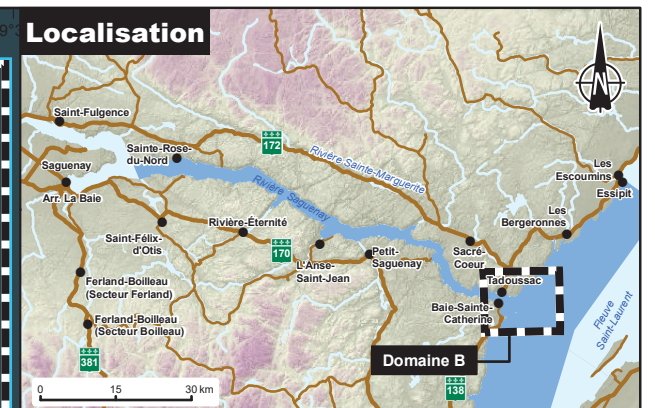 Localisation
N
Saint-Fulgence
Sainte-Rose-
du-Nord
172
Rivière Sainte-Marguerite
Saguenay
Arr. La Baie
Rivière Saguenay
Les
Escoumins
Essipit
Les
Bergeronnes
Saint-Félix-
d'Otis
Rivière-Éternité
170
L'Anse-
Saint-Jean
Petit-
Saguenay
Sacré-
Coeur
Ferland-Boilleau
(Secteur Ferland)
Tadoussac
Baie-Sainte-
Catherine
Ferland-Boilleau
(Secteur Boilleau)
Fleuve
Saint-Laurent
381
Domaine B
138
0 15 30 km